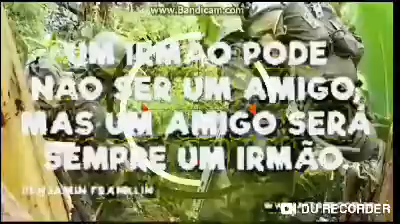 www.Bandicam.com
UM IRMÃO PODE
NÃO SER UM AMIGO,
MAS UM AMIGO SERÁ
SEMPRE UM IRMÃO.
BENJAMIN FRANKLIN
DU RECORDER